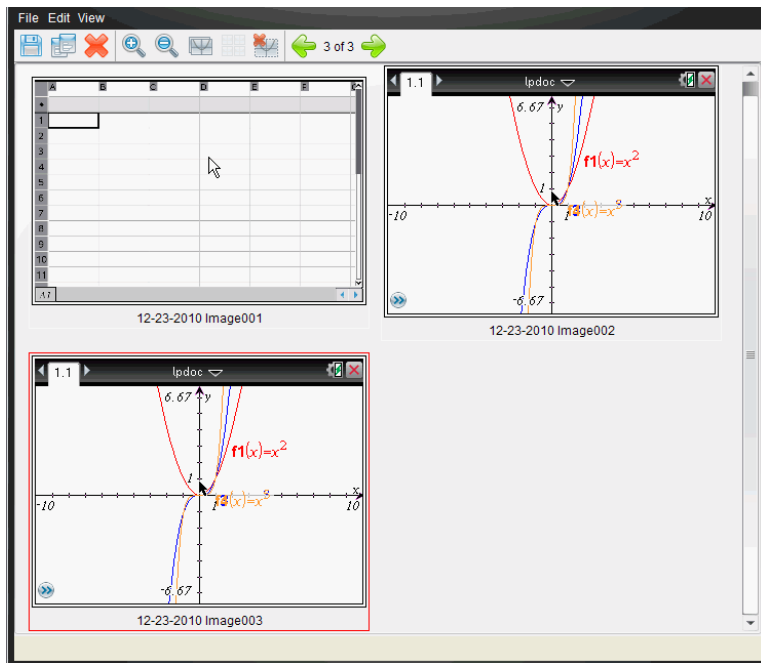 File Edit View
3 of 3
A B C D E F G
1
2
3
4
5
6
7
8
9
10
11
A1
12-23-2010 Image001
1.1 lpdoc
6.67 y
f1(x)=x²
1
x
-10 1 10
-6.67
12-23-2010 Image002
1.1 lpdoc
6.67 y
f1(x)=x²
1
x
-10 1 10
-6.67
12-23-2010 Image003